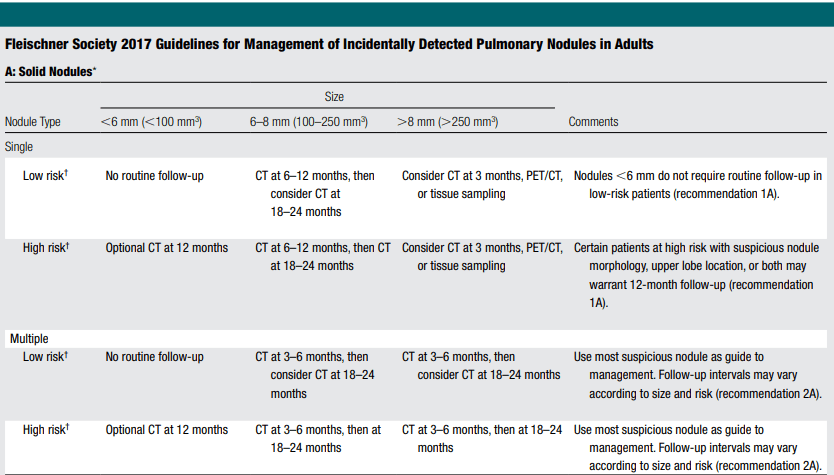 Fleischner Society 2017 Guidelines for Management of Incidentally Detected Pulmonary Nodules in Adults
A: Solid Nodules*
Size
Nodule Type <6 mm (<100 mm³) 6–8 mm (100–250 mm³) >8 mm (>250 mm³) Comments
Single
Low risk† No routine follow-up CT at 6–12 months, then Consider CT at 3 months, PET/CT, Nodules <6 mm do not require routine follow-up in
consider CT at or tissue sampling low-risk patients (recommendation 1A).
18–24 months
High risk† Optional CT at 12 months CT at 6–12 months, then CT Consider CT at 3 months, PET/CT, Certain patients at high risk with suspicious nodule
at 18–24 months or tissue sampling morphology, upper lobe location, or both may
warrant 12-month follow-up (recommendation
1A).
Multiple
Low risk† No routine follow-up CT at 3–6 months, then CT at 3–6 months, then Use most suspicious nodule as guide to
consider CT at 18–24 consider CT at 18–24 months management. Follow-up intervals may vary
months according to size and risk (recommendation 2A).
High risk† Optional CT at 12 months CT at 3–6 months, then at CT at 3–6 months, then at 18–24 Use most suspicious nodule as guide to
18–24 months months management. Follow-up intervals may vary
according to size and risk (recommendation 2A).